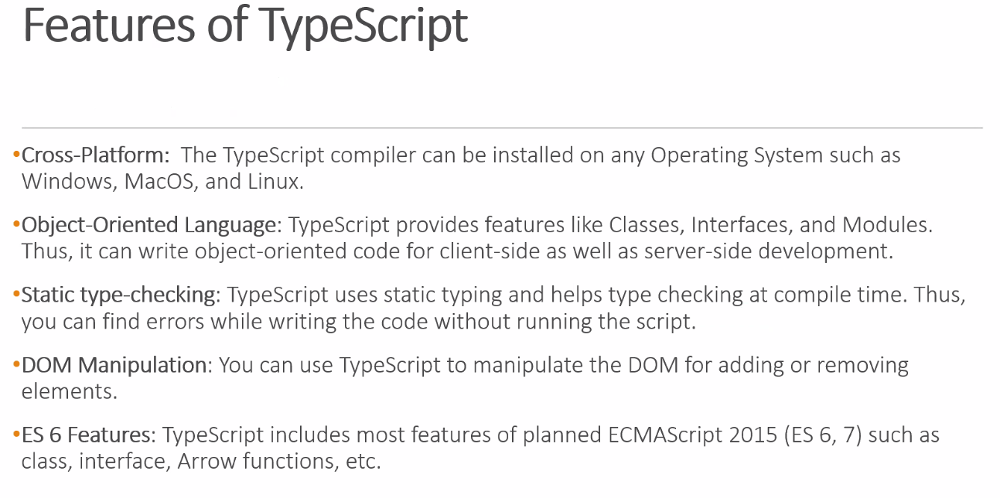 Features of TypeScript
•Cross-Platform:  The TypeScript compiler can be installed on any Operating System such as
Windows, MacOS, and Linux.
•Object-Oriented Language: TypeScript provides features like Classes, Interfaces, and Modules.
Thus, it can write object-oriented code for client-side as well as server-side development.
•Static type-checking: TypeScript uses static typing and helps type checking at compile time. Thus,
you can find errors while writing the code without running the script.
•DOM Manipulation: You can use TypeScript to manipulate the DOM for adding or removing
elements.
•ES 6 Features: TypeScript includes most features of planned ECMAScript 2015 (ES 6, 7) such as
class, interface, Arrow functions, etc.